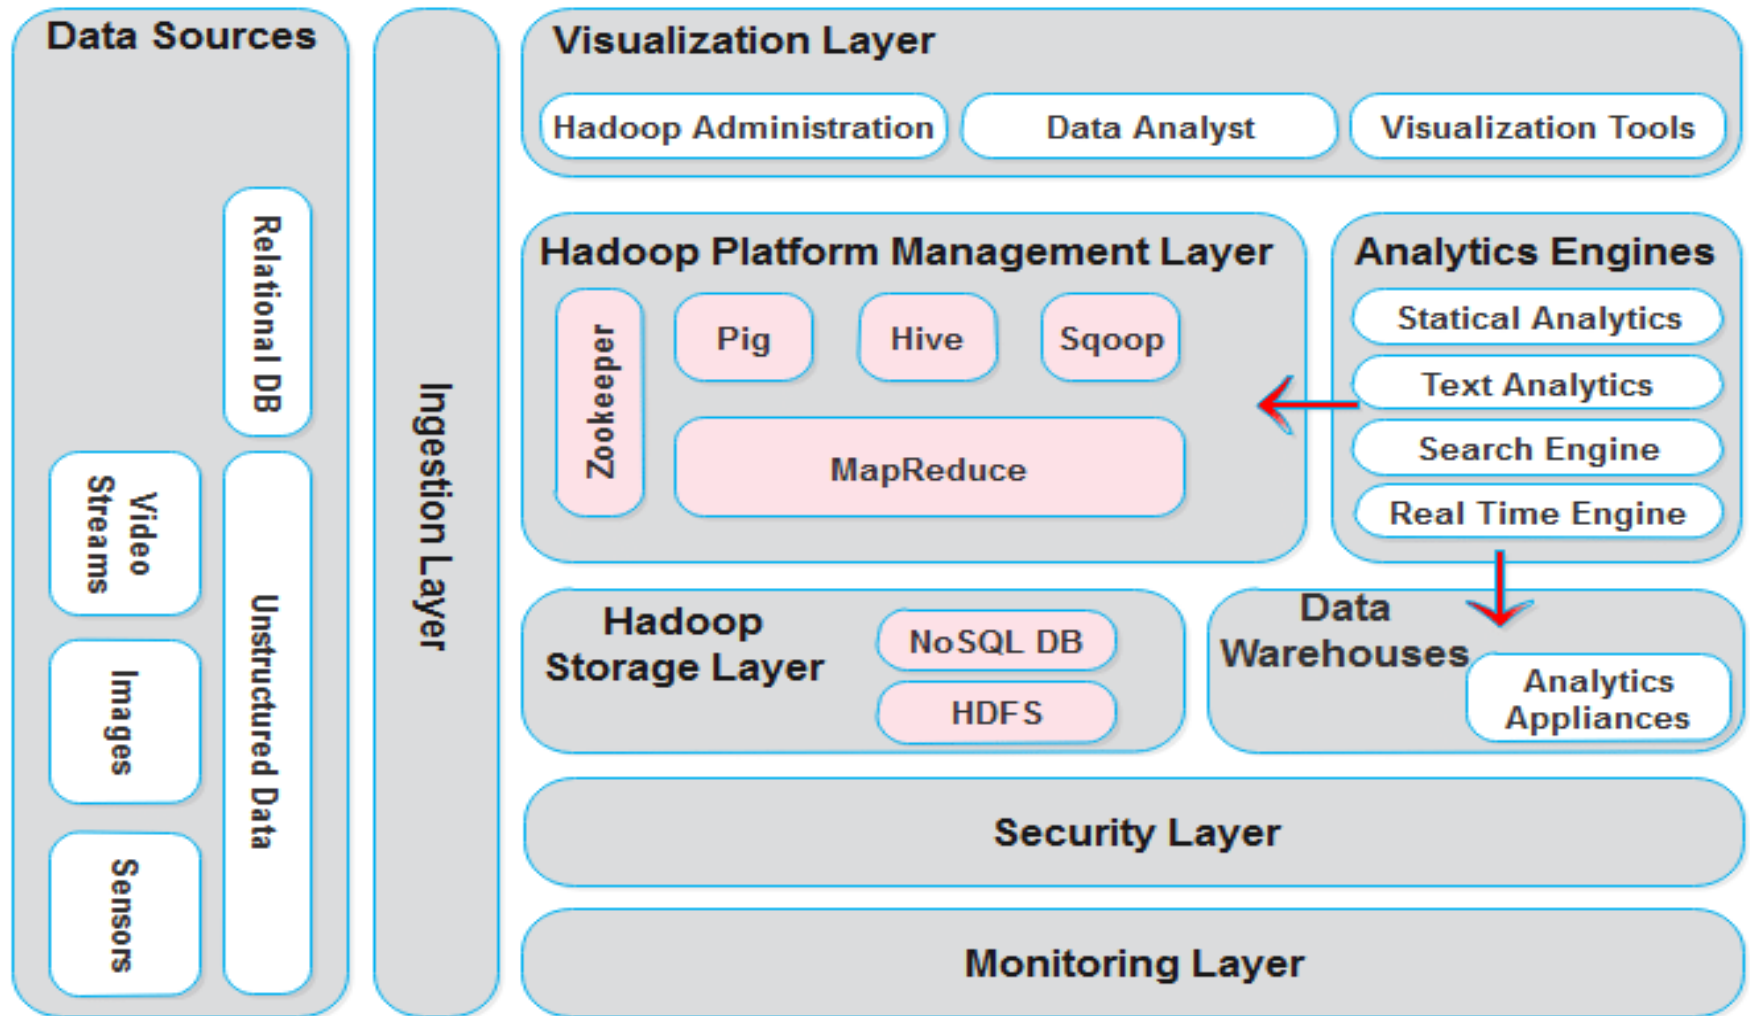 Data Sources
Relational DB
Video
Streams
Images
Sensors
Unstructured Data
Ingestion Layer
Visualization Layer
Hadoop Administration
Data Analyst
Visualization Tools
Hadoop Platform Management Layer
Zookeeper
Pig
Hive
Sqoop
MapReduce
Analytics Engines
Statical Analytics
Text Analytics
Search Engine
Real Time Engine
Hadoop
Storage Layer
NoSQL DB
HDFS
Data
Warehouses
Analytics
Appliances
Security Layer
Monitoring Layer